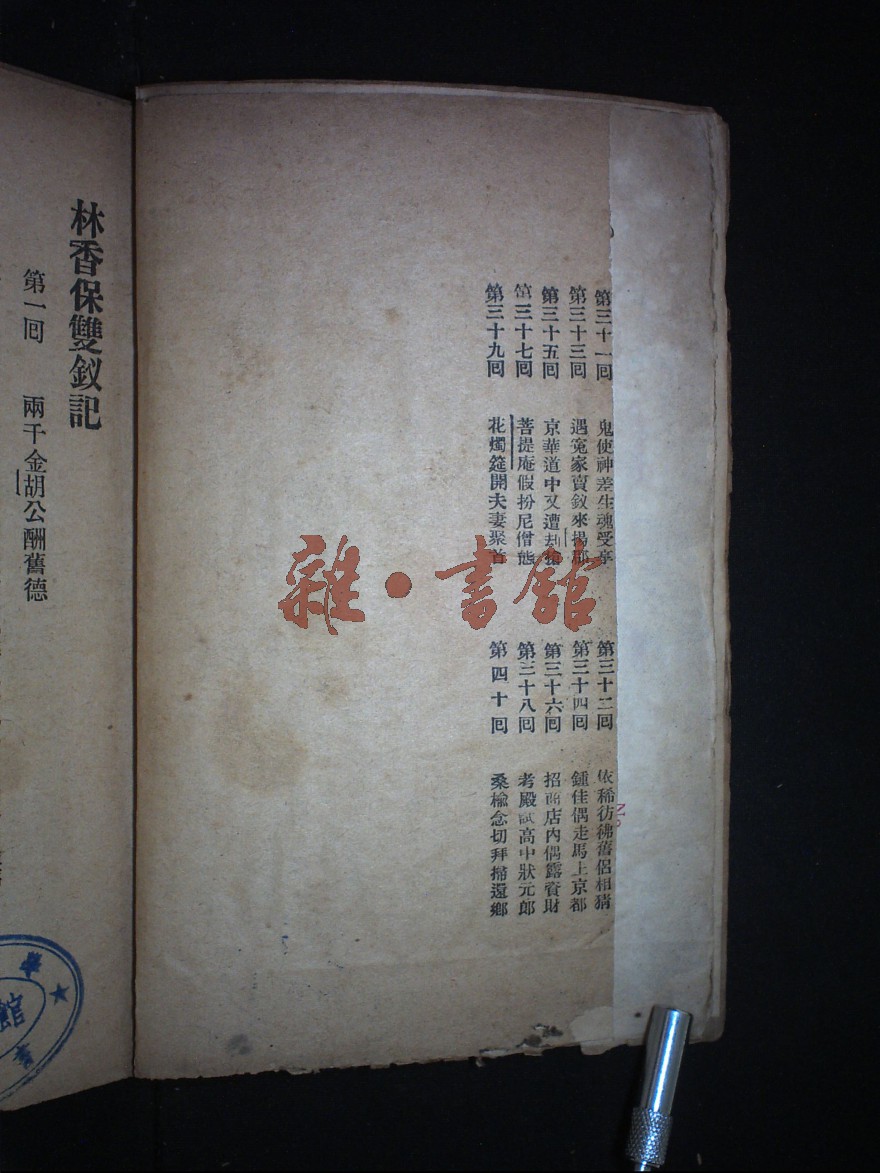 第三十一回 鬼使神差生魂受
第三十二回 依稀彷彿舊侶相猜
第三十三回 遇寃家賣釵來揚
第三十四回 鍾佳偶走馬上京都
第三十五回 京華道中又遭刦
第三十六回 招商店內偶露資財
第三十七回 菩提庵假扮尼僧態
第三十八回 考殿試高中狀元郎
第三十九回 花燭筵開夫妻聚首
第四十回 桑榆念切拜掃還鄉
林香保雙釵記
第一回 兩千金胡公酬舊德
雜·書館
館